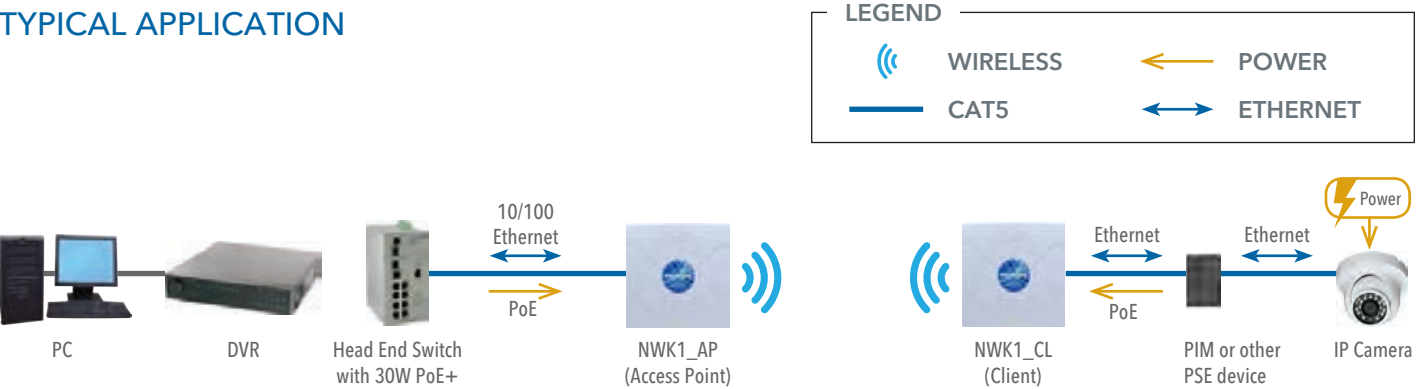 TYPICAL APPLICATION
LEGEND
WIRELESS
POWER
CAT5
ETHERNET
10/100
Ethernet
PoE
Ethernet
PoE
Ethernet
Power
PC
DVR
Head End Switch
with 30W PoE+
NWK1_AP
(Access Point)
NWK1_CL
(Client)
PIM or other
PSE device
IP Camera